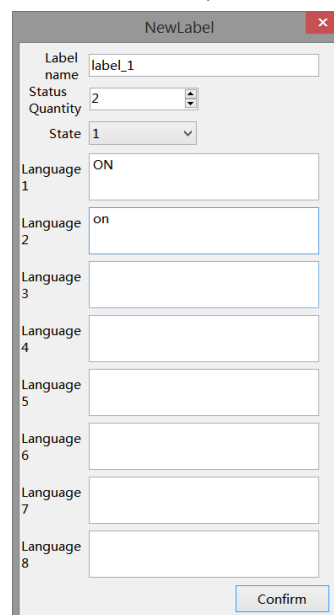 NewLabel
Label name label_1
Status Quantity 2
State 1
Language 1 ON
Language 2 on
Language 3
Language 4
Language 5
Language 6
Language 7
Language 8
Confirm